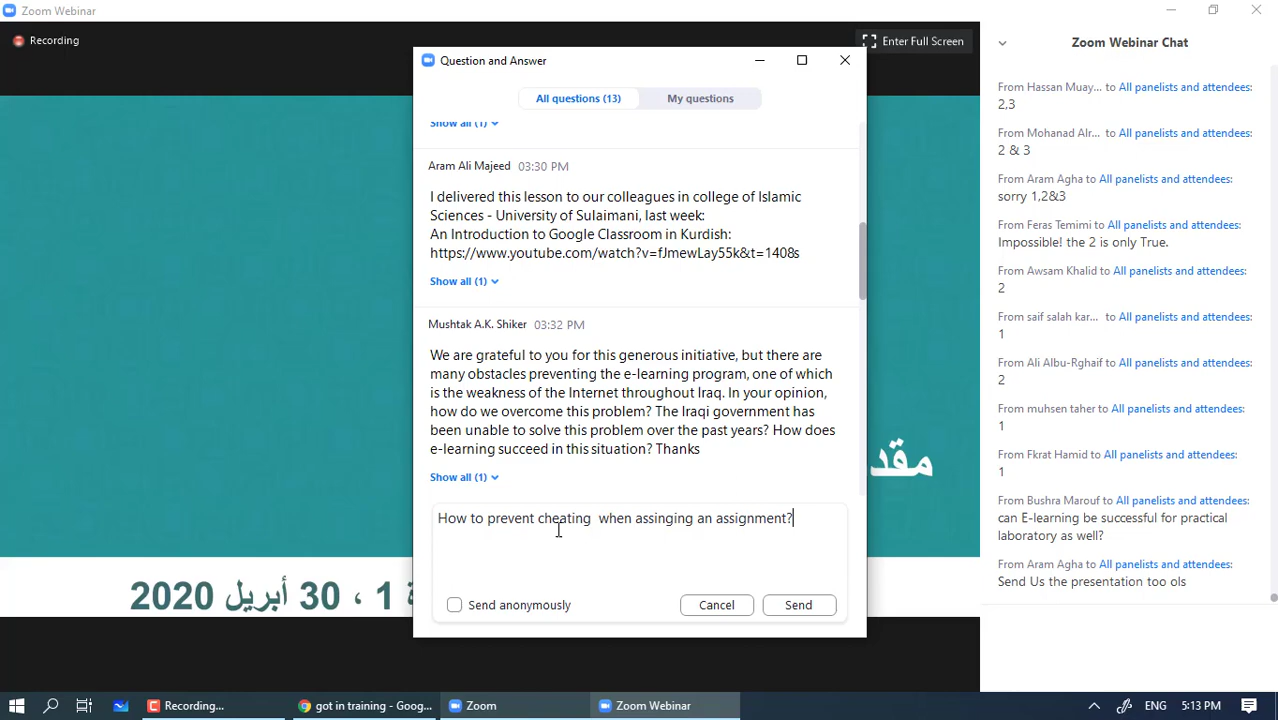 Zoom Webinar
Recording
Enter Full Screen
مقد
ة 1 ، 30 أبريل 2020
Question and Answer
All questions (13)
My questions
Show all (1)
Aram Ali Majeed 03:30 PM
I delivered this lesson to our colleagues in college of Islamic
Sciences - University of Sulaimani, last week:
An Introduction to Google Classroom in Kurdish:
https://www.youtube.com/watch?v=fJmewLay55k&t=1408s
Show all (1)
Mushtak A.K. Shiker 03:32 PM
We are grateful to you for this generous initiative, but there are
many obstacles preventing the e-learning program, one of which
is the weakness of the Internet throughout Iraq. In your opinion,
how do we overcome this problem? The Iraqi government has
been unable to solve this problem over the past years? How does
e-learning succeed in this situation? Thanks
Show all (1)
How to prevent cheating  when assinging an assignment?
Send anonymously
Cancel
Send
Zoom Webinar Chat
From Hassan Muay... to All panelists and attendees:
2,3
From Mohanad Alr... to All panelists and attendees:
2 & 3
From Aram Agha to All panelists and attendees:
sorry 1,2&3
From Feras Temimi to All panelists and attendees:
Impossible! the 2 is only True.
From Awsam Khalid to All panelists and attendees:
2
From saif salah kar... to All panelists and attendees:
1
From Ali Albu-Rghaif to All panelists and attendees:
2
From muhsen taher to All panelists and attendees:
1
From Fkrat Hamid to All panelists and attendees:
1
From Bushra Marouf to All panelists and attendees:
can E-learning be successful for practical
laboratory as well?
From Aram Agha to All panelists and attendees:
Send Us the presentation too ols
Recording...
got in training - Goog...
Zoom
Zoom Webinar
5:13 PM